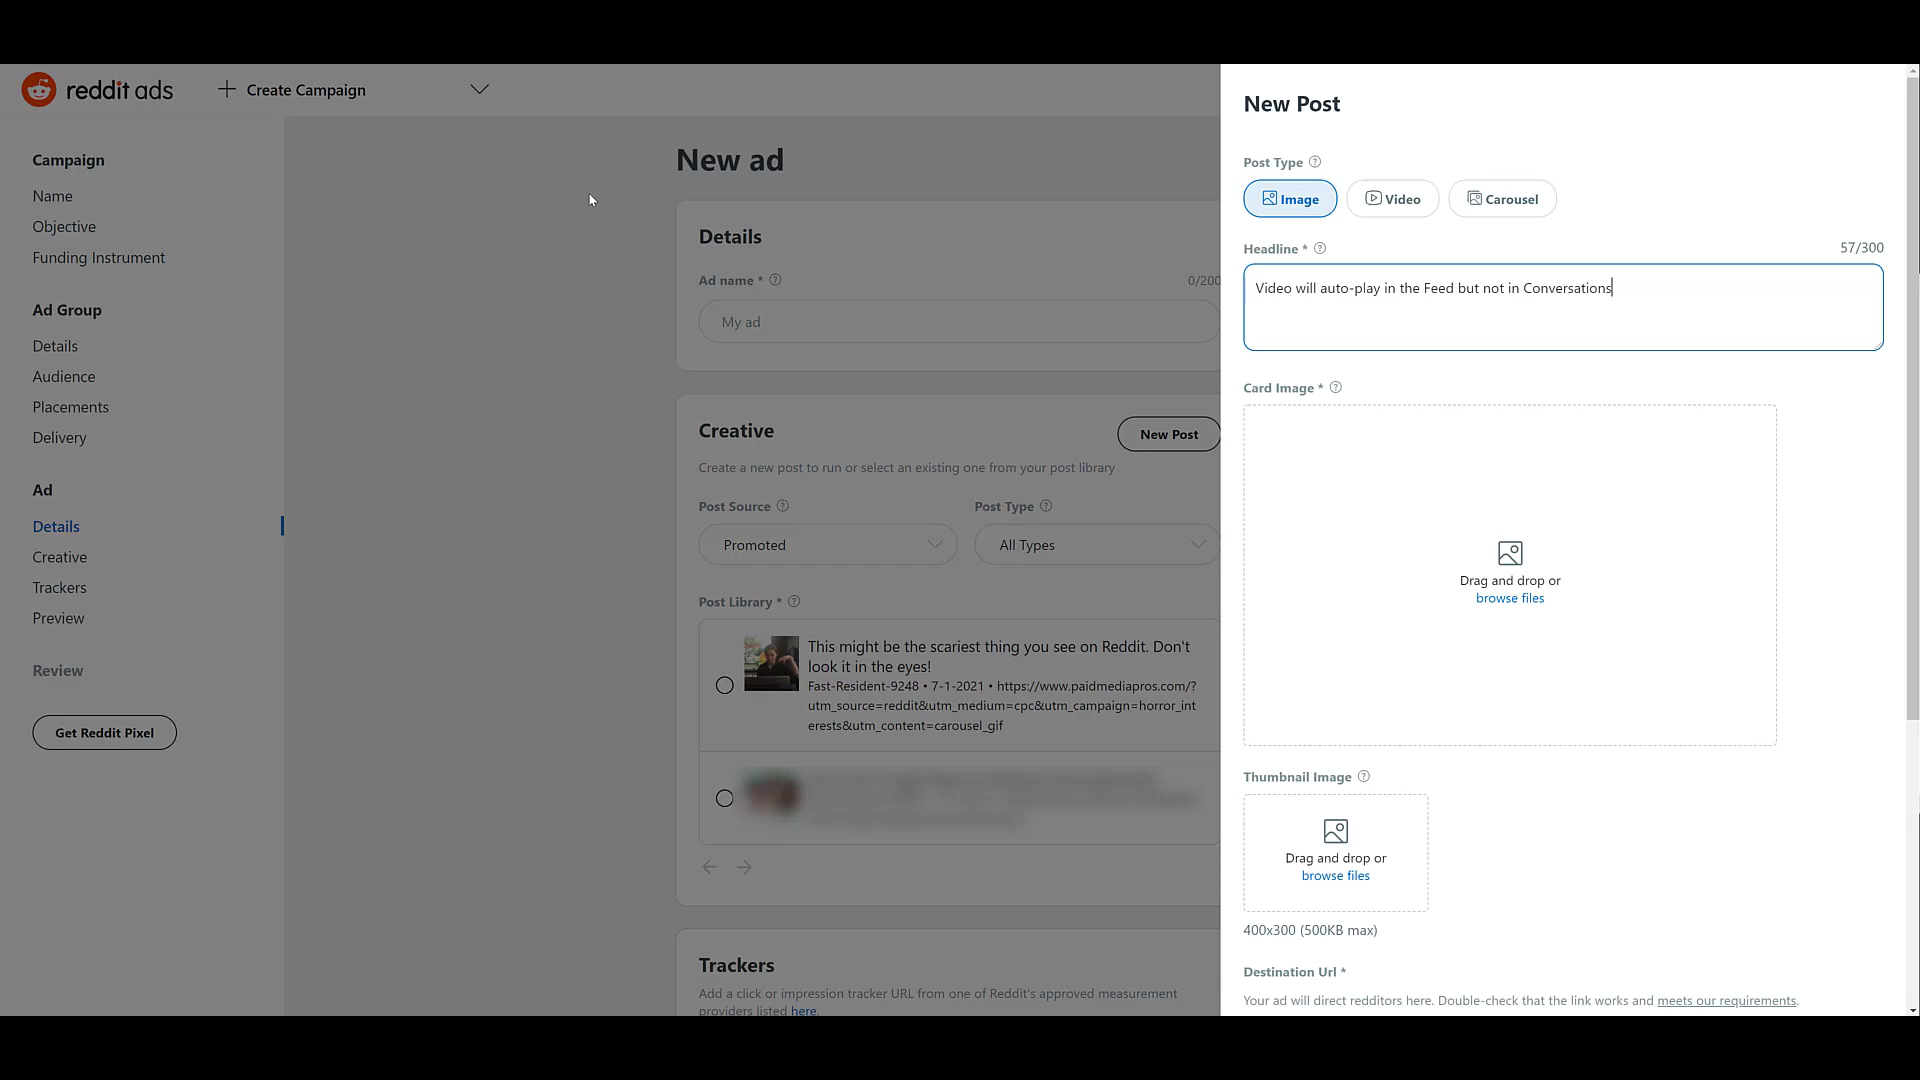 reddit ads
Create Campaign
Campaign
Name
Objective
Funding Instrument
Ad Group
Details
Audience
Placements
Delivery
Ad
Details
Creative
Trackers
Preview
Review
Get Reddit Pixel
New ad
Details
Ad name *
0/200
My ad
Creative
New Post
Create a new post to run or select an existing one from your post library
Post Source
Post Type
Promoted
All Types
Post Library *
This might be the scariest thing you see on Reddit. Don't
look it in the eyes!
Fast-Resident-9248 • 7-1-2021 • https://www.paidmediapros.com/?
utm_source=reddit&utm_medium=cpc&utm_campaign=horror_int
erests&utm_content=carousel_gif
Trackers
Add a click or impression tracker URL from one of Reddit's approved measurement
providers listed here.
New Post
Post Type
Image
Video
Carousel
Headline *
57/300
Video will auto-play in the Feed but not in Conversations
Card Image *
Drag and drop or
browse files
Thumbnail Image
Drag and drop or
browse files
400x300 (500KB max)
Destination Url *
Your ad will direct redditors here. Double-check that the link works and meets our requirements.